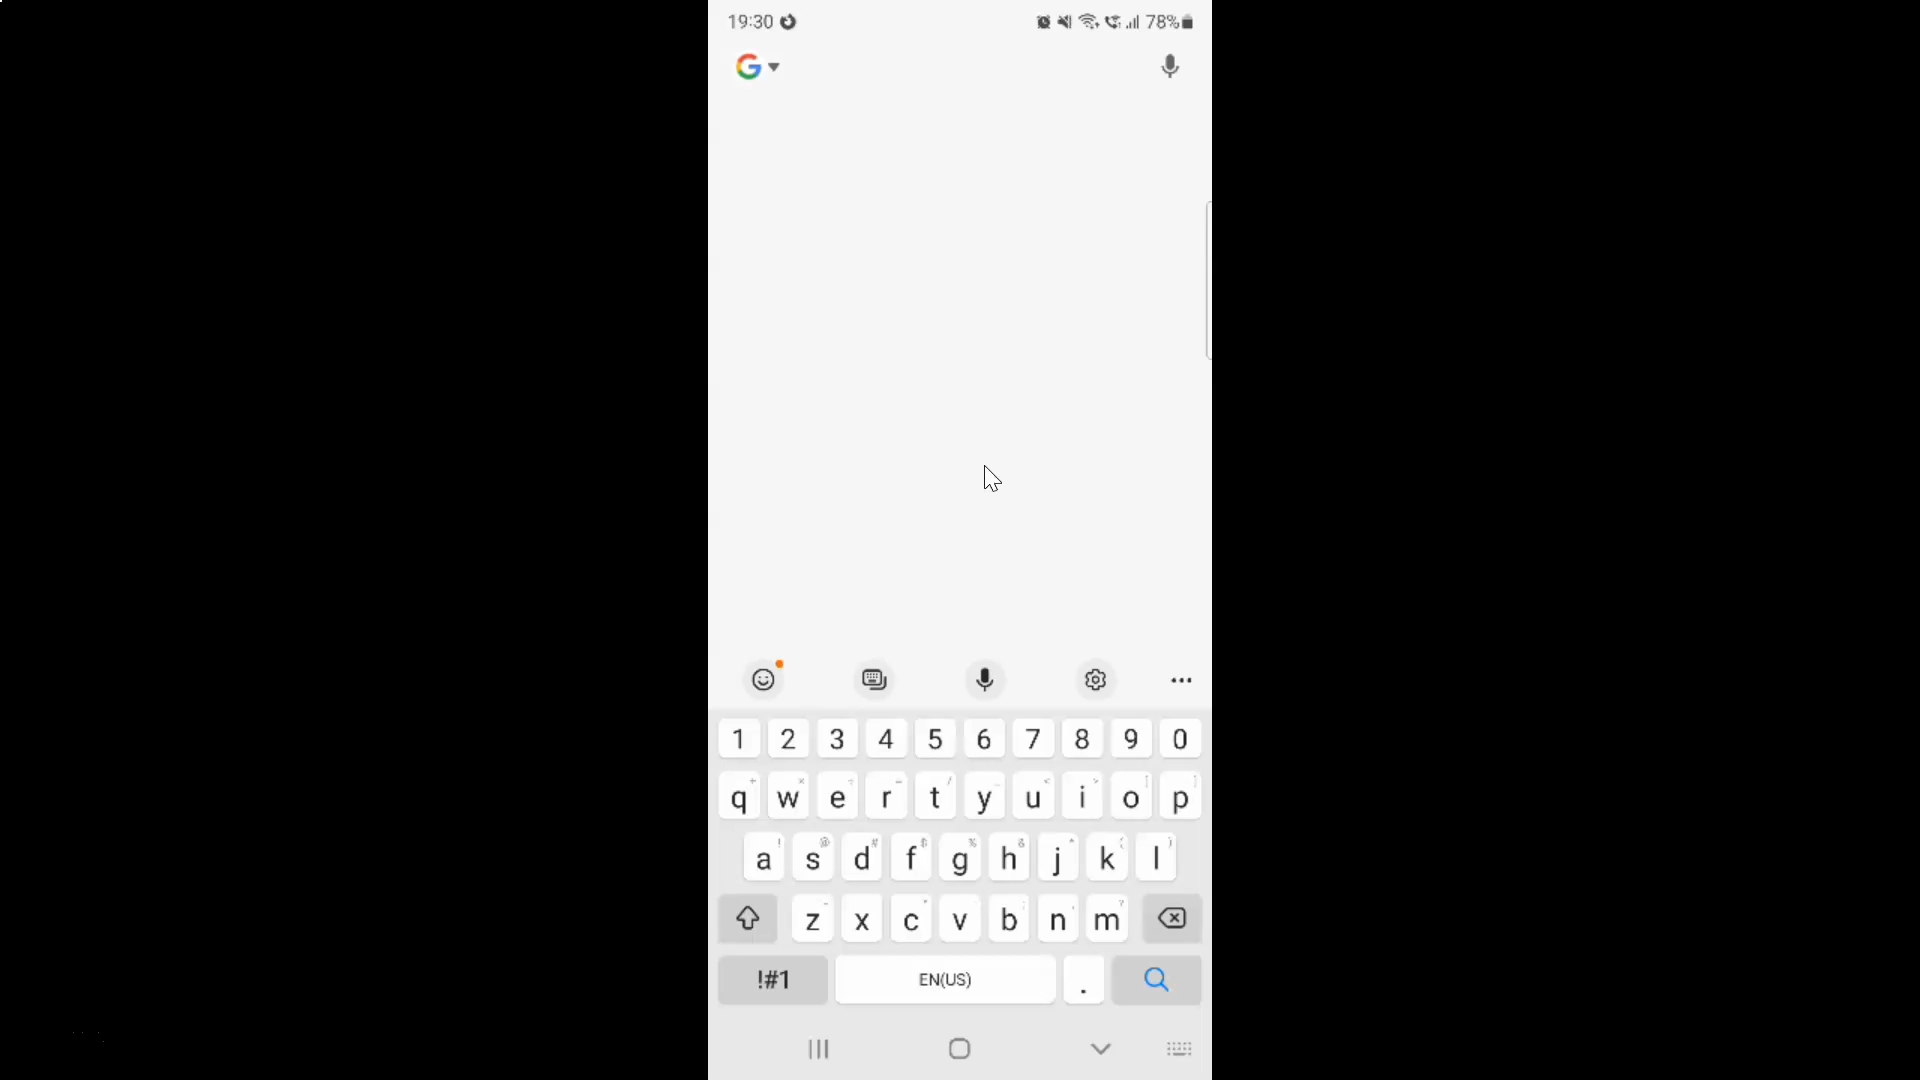 19:30 78%
G
1 2 3 4 5 6 7 8 9 0
q w e r t y u i o p
a s d f g h j k l
z x c v b n m
!#1 EN(US) .